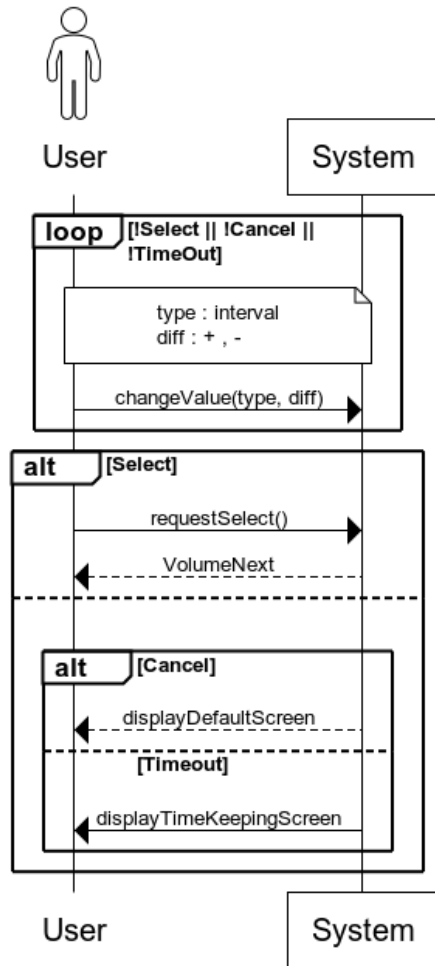 User
System
loop
[!Select || !Cancel ||
!TimeOut]
type : interval
diff : + , -
changeValue(type, diff)
alt
[Select]
requestSelect()
VolumeNext
alt
[Cancel]
displayDefaultScreen
[Timeout]
displayTimeKeepingScreen
User
System